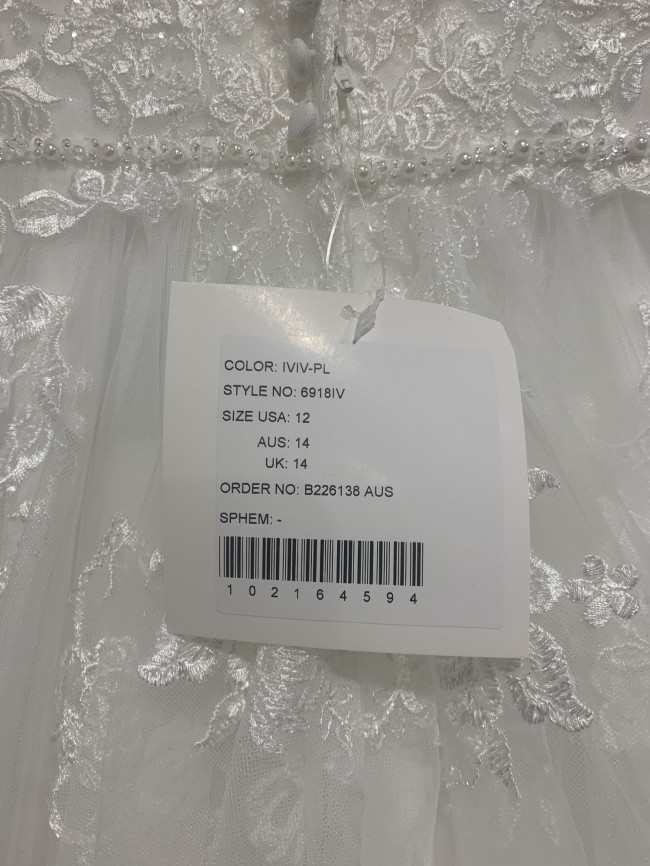 COLOR: IVIV-PL
STYLE NO: 6918IV
SIZE USA: 12
AUS: 14
UK: 14
ORDER NO: B226138 AUS
SPHEM: -
1 0 2 1 6 4 5 9 4